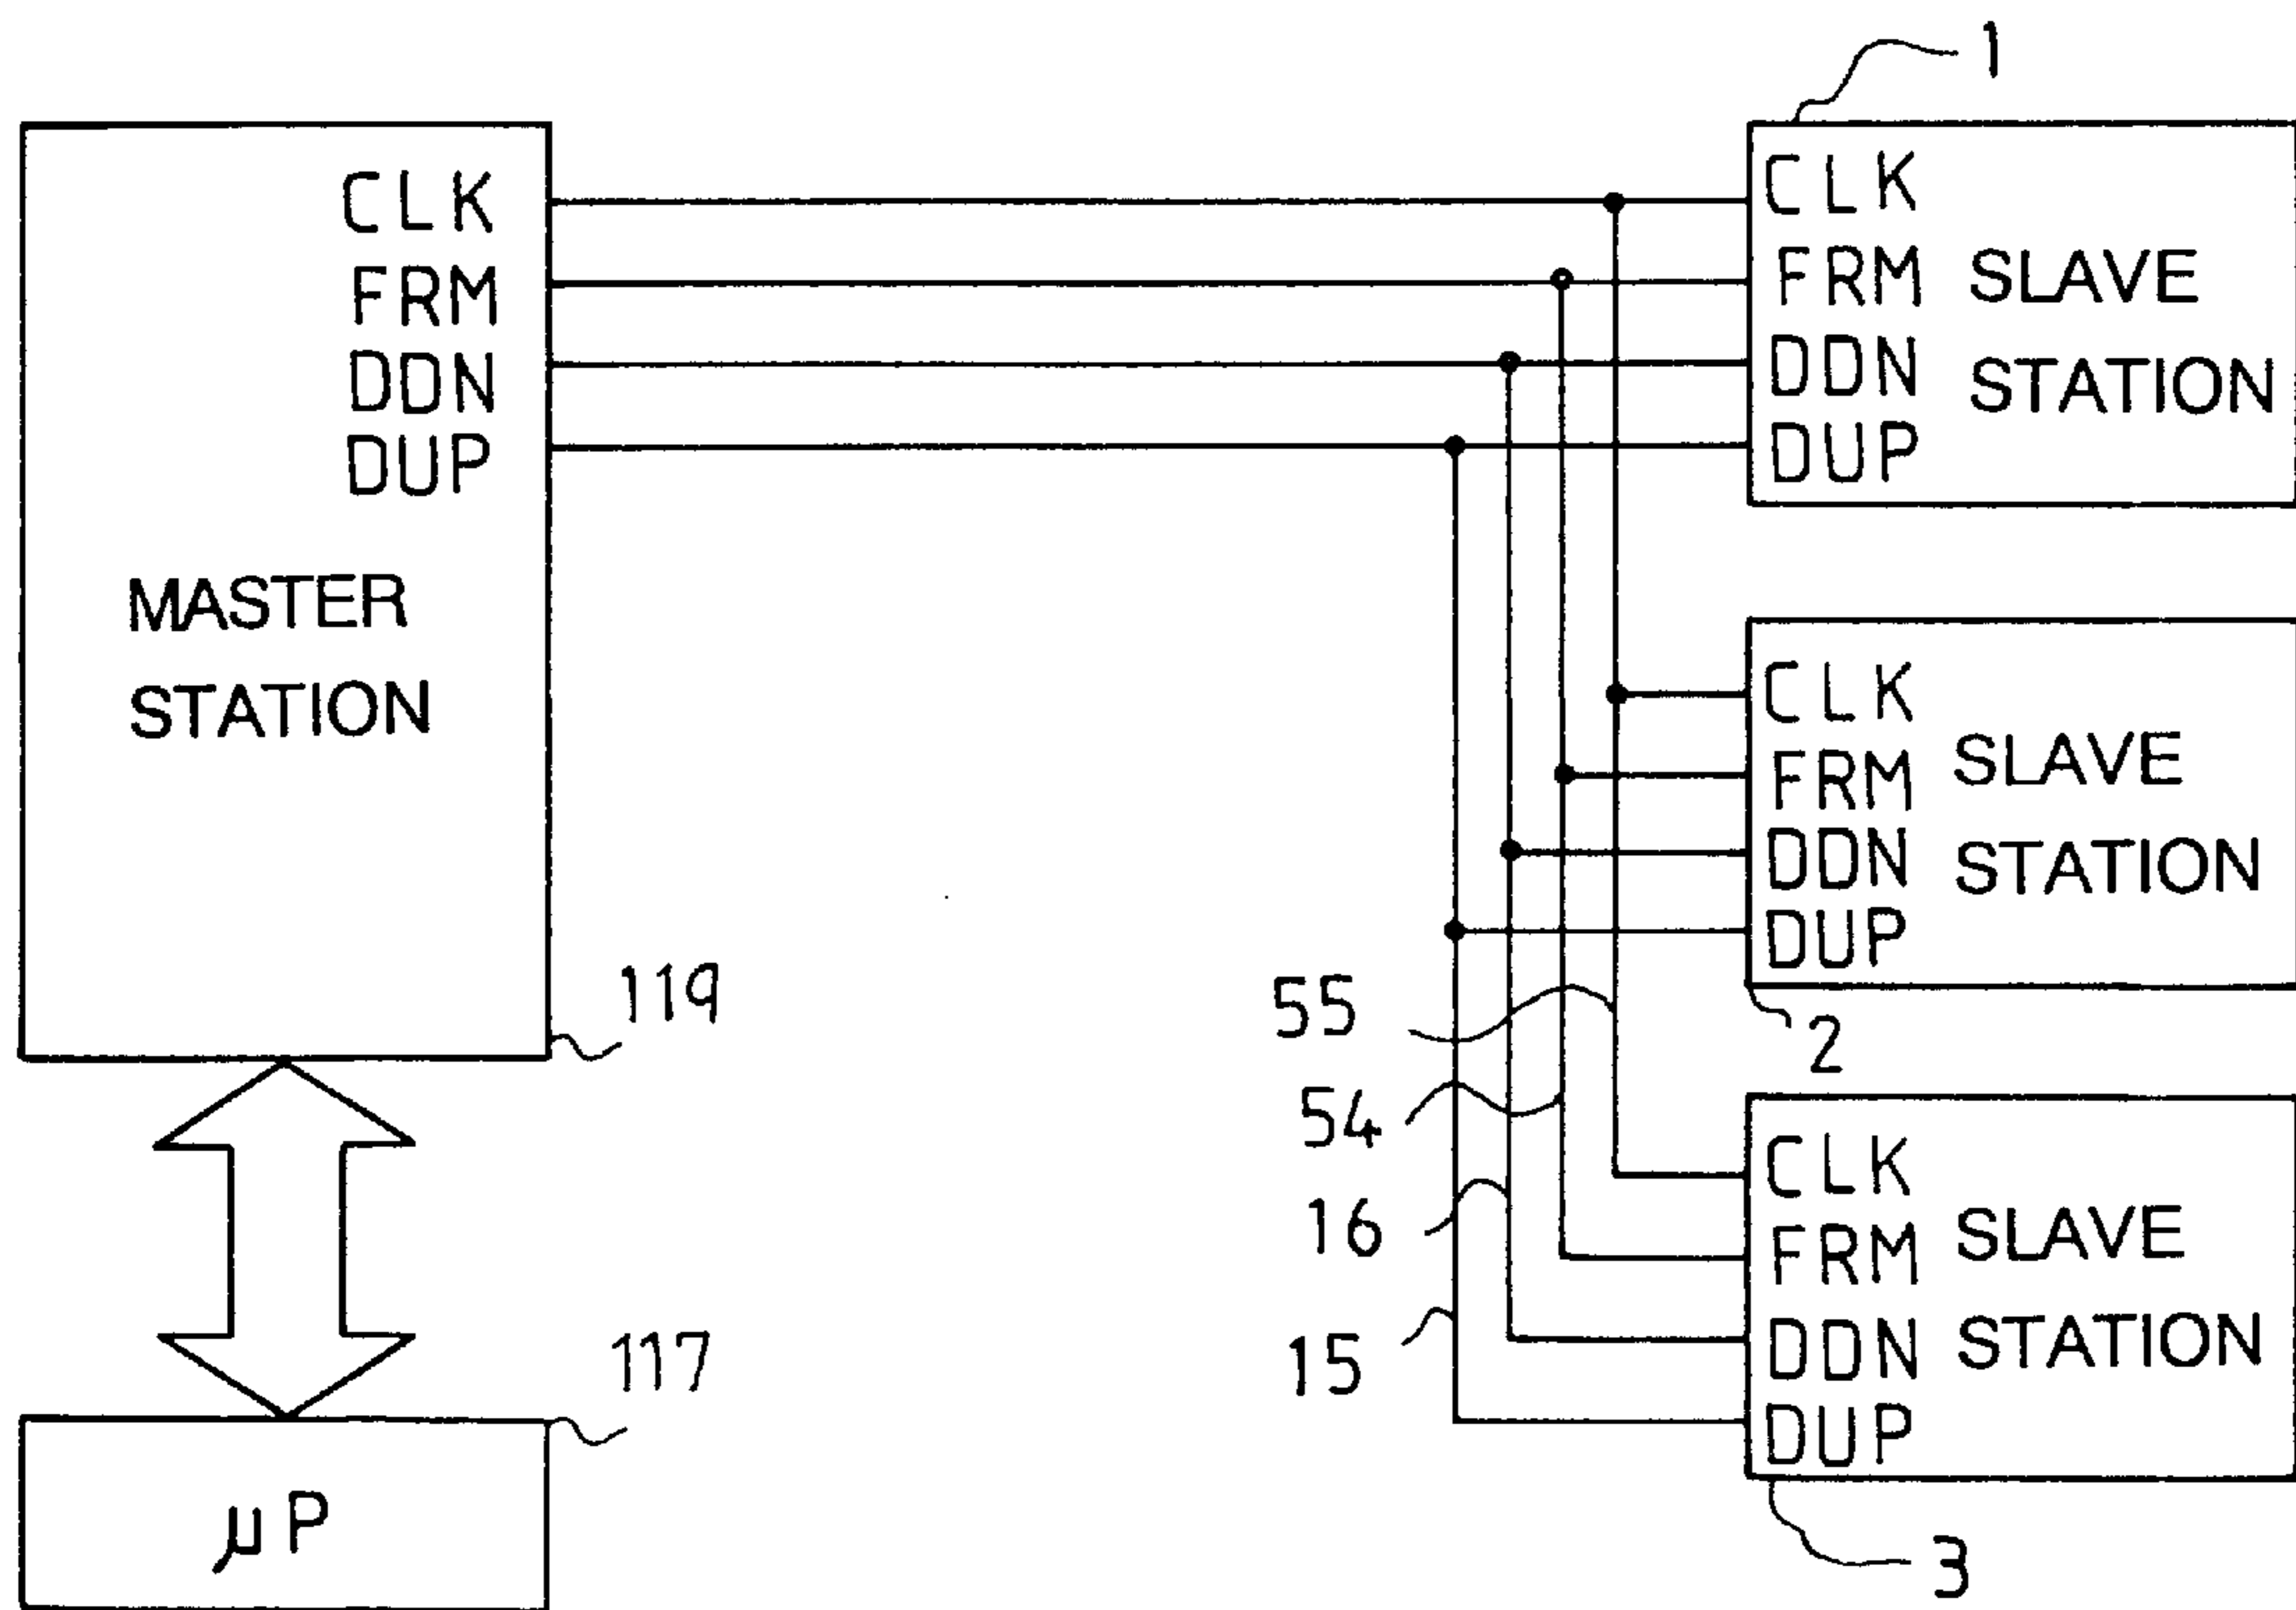 1
CLK
FRM
DDN
DUP
MASTER
STATION
119
117
µP
CLK
FRM
DDN
DUP
SLAVE
STATION
CLK
FRM
DDN
DUP
SLAVE
STATION
2
55
54
16
15
CLK
FRM
DDN
DUP
SLAVE
STATION
3